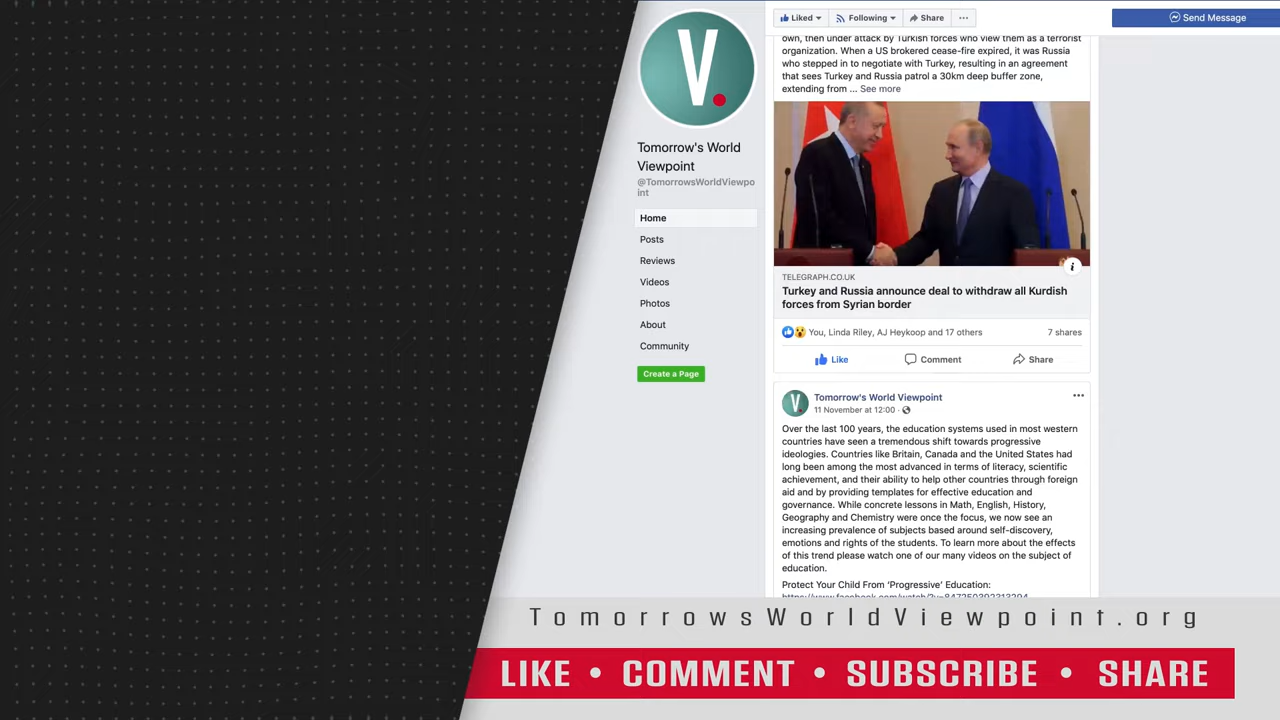 Liked
Following
Share
Send Message
V.
Tomorrow's World
Viewpoint
@TomorrowsWorldViewpo
int
Home
Posts
Reviews
Videos
Photos
About
Community
Create a Page
own, then under attack by Turkish forces who view them as a terrorist
organization. When a US brokered cease-fire expired, it was Russia
who stepped in to negotiate with Turkey, resulting in an agreement
that sees Turkey and Russia patrol a 30km deep buffer zone,
extending from ... See more
i
TELEGRAPH.CO.UK
Turkey and Russia announce deal to withdraw all Kurdish
forces from Syrian border
You, Linda Riley, AJ Heykoop and 17 others 7 shares
Like Comment Share
V.
Tomorrow's World Viewpoint
11 November at 12:00 ·
Over the last 100 years, the education systems used in most western
countries have seen a tremendous shift towards progressive
ideologies. Countries like Britain, Canada and the United States had
long been among the most advanced in terms of literacy, scientific
achievement, and their ability to help other countries through foreign
aid and by providing templates for effective education and
governance. While concrete lessons in Math, English, History,
Geography and Chemistry were once the focus, we now see an
increasing prevalence of subjects based around self-discovery,
emotions and rights of the students. To learn more about the effects
of this trend please watch one of our many videos on the subject of
education.
Protect Your Child From ‘Progressive’ Education:
TomorrowsWorldViewpoint.org
LIKE • COMMENT • SUBSCRIBE • SHARE